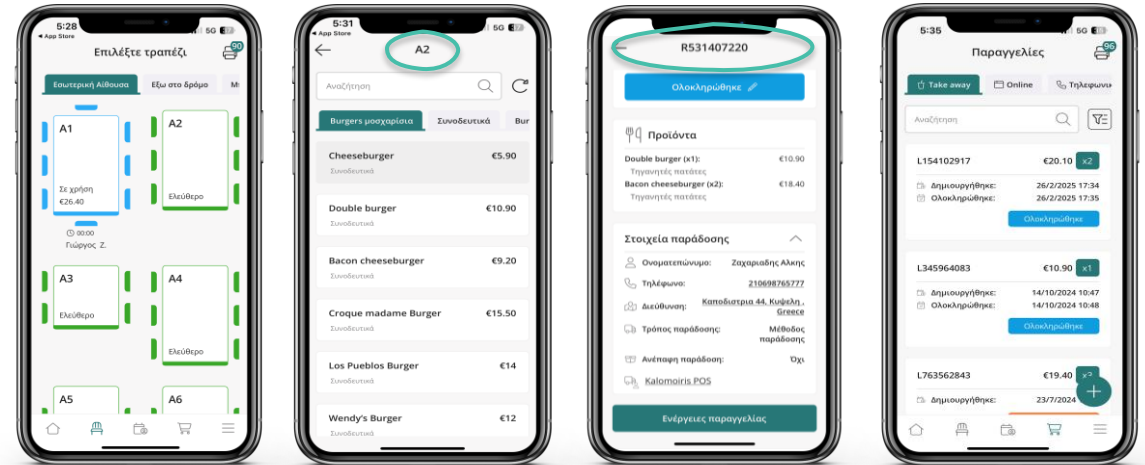 5:28
5G
App Store
Επιλέξτε τραπέζι
90
Εσωτερική Αίθουσα
Εξω στο δρόμο
A1
Σε χρήση
€26.40
00:00
Γιώργος Ζ.
A2
Ελεύθερο
A3
Ελεύθερο
A4
Ελεύθερο
A5
A6
5:31
5G
App Store
A2
Αναζήτηση
Burgers μοσχαρίσια
Συνοδευτικά
Bur
Cheeseburger €5.90
Συνοδευτικά
Double burger €10.90
Συνοδευτικά
Bacon cheeseburger €9.20
Συνοδευτικά
Croque madame Burger €15.50
Συνοδευτικά
Los Pueblos Burger €14
Συνοδευτικά
Wendy's Burger €12
Συνοδευτικά
R531407220
Ολοκληρώθηκε
Προϊόντα
Double burger (x1): €10.90
Τηγανητές πατάτες
Bacon cheeseburger (x2): €18.40
Τηγανητές πατάτες
Στοιχεία παράδοσης
Ονοματεπώνυμο: Ζαχαριαδης Αλκης
Τηλέφωνο: 210698765777
Διεύθυνση: Καποδιστρια 44, Κυψελη ,
Greece
Τρόπος παράδοσης: Μέθοδος
παράδοσης
Ανέπαφη παράδοση: Όχι
Kalomoiris POS
Ενέργειες παραγγελίας
5:35
5G
Παραγγελίες
96
Take away
Online
Τηλεφωνι
Αναζήτηση
L154102917 €20.10 x2
Δημιουργήθηκε: 26/2/2025 17:34
Ολοκληρώθηκε: 26/2/2025 17:35
Ολοκληρώθηκε
L345964083 €10.90 x1
Δημιουργήθηκε: 14/10/2024 10:47
Ολοκληρώθηκε: 14/10/2024 10:48
Ολοκληρώθηκε
L763562843 €19.40
Δημιουργήθηκε: 23/7/2024